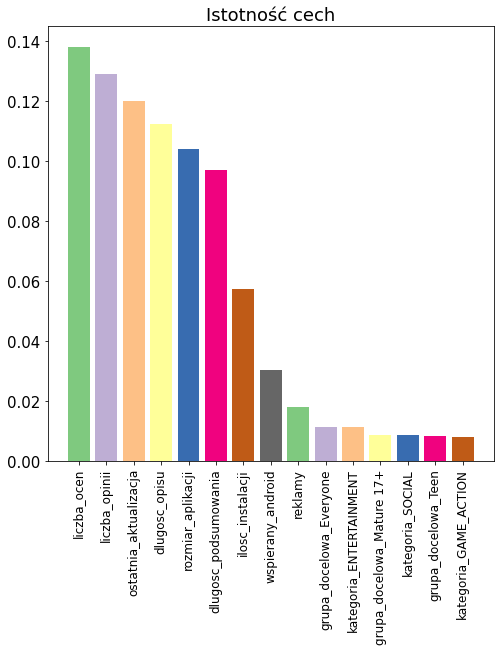 Istotność cech
0.14
0.12
0.10
0.08
0.06
0.04
0.02
0.00
liczba_ocen
liczba_opinii
ostatnia_aktualizacja
dlugosc_opisu
rozmiar_aplikacji
dlugosc_podsumowania
ilosc_instalacji
wspierany_android
reklamy
grupa_docelowa_Everyone
kategoria_ENTERTAINMENT
grupa_docelowa_Mature 17+
kategoria_SOCIAL
grupa_docelowa_Teen
kategoria_GAME_ACTION